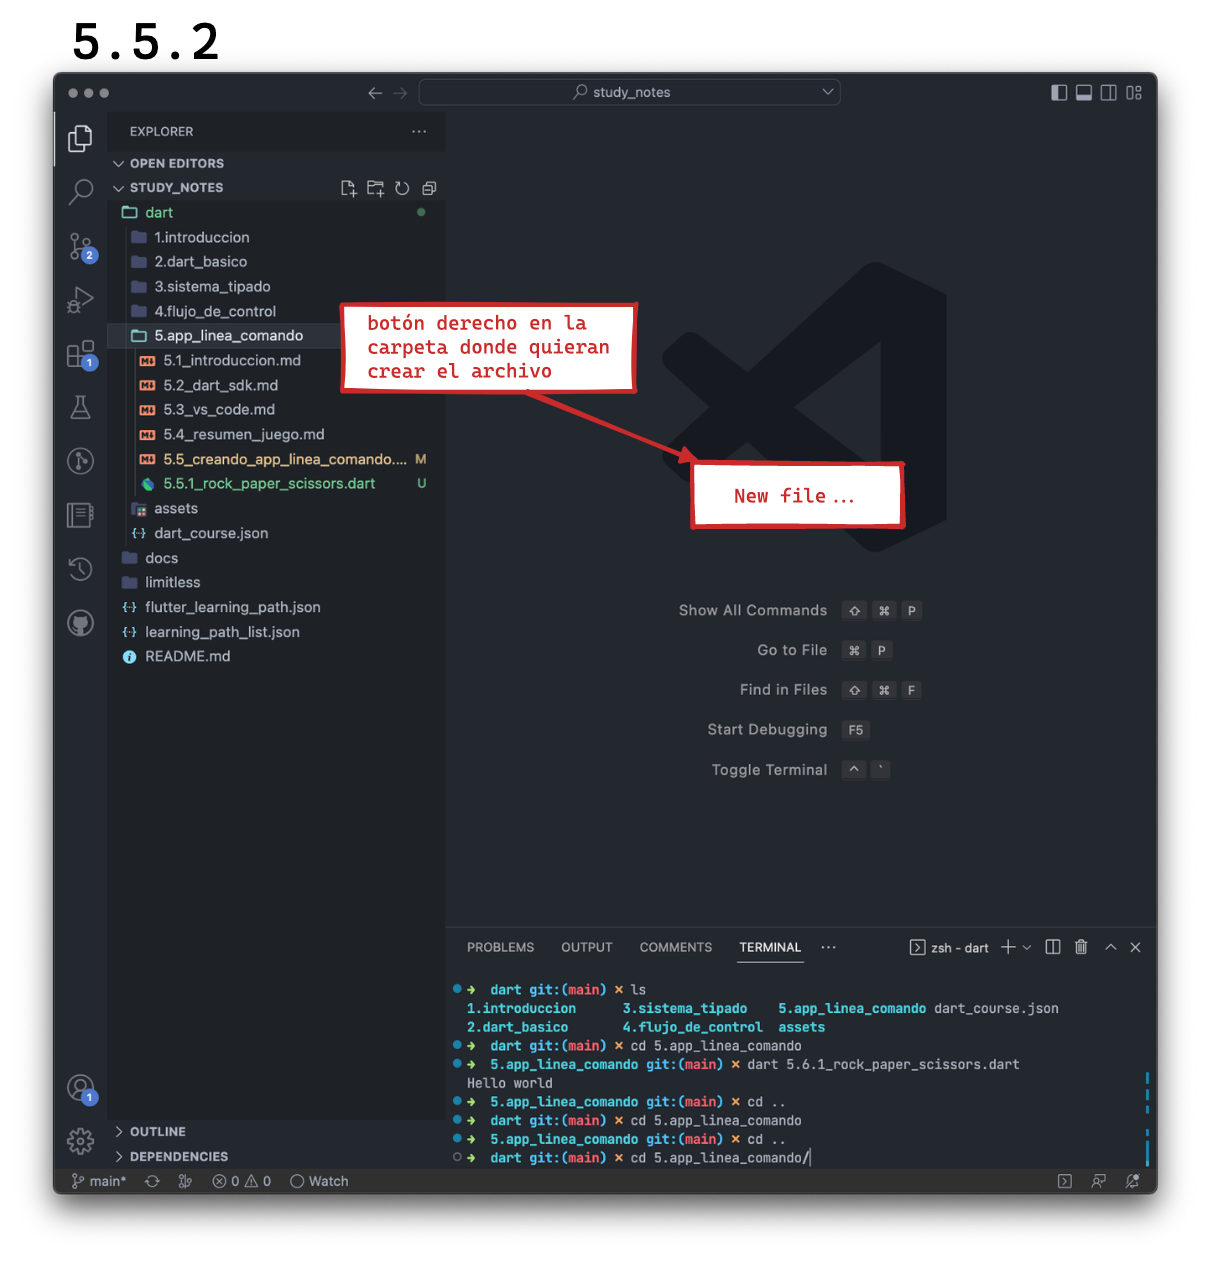 5.5.2
study_notes
EXPLORER
OPEN EDITORS
STUDY_NOTES
dart
1.introduccion
2.dart_basico
3.sistema_tipado
4.flujo_de_control
5.app_linea_comando
5.1_introduccion.md
5.2_dart_sdk.md
5.3_vs_code.md
5.4_resumen_juego.md
5.5_creando_app_linea_comando.... M
5.5.1_rock_paper_scissors.dart U
assets
dart_course.json
docs
limitless
flutter_learning_path.json
learning_path_list.json
README.md
2
1
1
OUTLINE
DEPENDENCIES
botón derecho en la
carpeta donde quieran
crear el archivo
New file...
Show All Commands ⇧ ⌘ P
Go to File ⌘ P
Find in Files ⇧ ⌘ F
Start Debugging F5
Toggle Terminal ^ `
PROBLEMS OUTPUT COMMENTS TERMINAL ... zsh - dart
➜ dart git:(main) × ls
1.introduccion 3.sistema_tipado 5.app_linea_comando dart_course.json
2.dart_basico 4.flujo_de_control assets
➜ dart git:(main) × cd 5.app_linea_comando
➜ 5.app_linea_comando git:(main) × dart 5.6.1_rock_paper_scissors.dart
Hello world
➜ 5.app_linea_comando git:(main) × cd ..
➜ dart git:(main) × cd 5.app_linea_comando
➜ 5.app_linea_comando git:(main) × cd ..
➜ dart git:(main) × cd 5.app_linea_comando/
main* 0 0 Watch